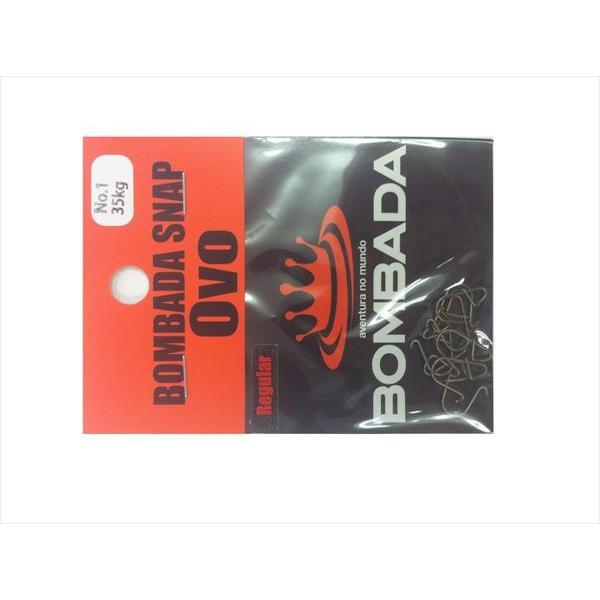 No.1
35kg
BOMBADA SNAP
Ovo
Regular
aventura no mundo
BOMBADA